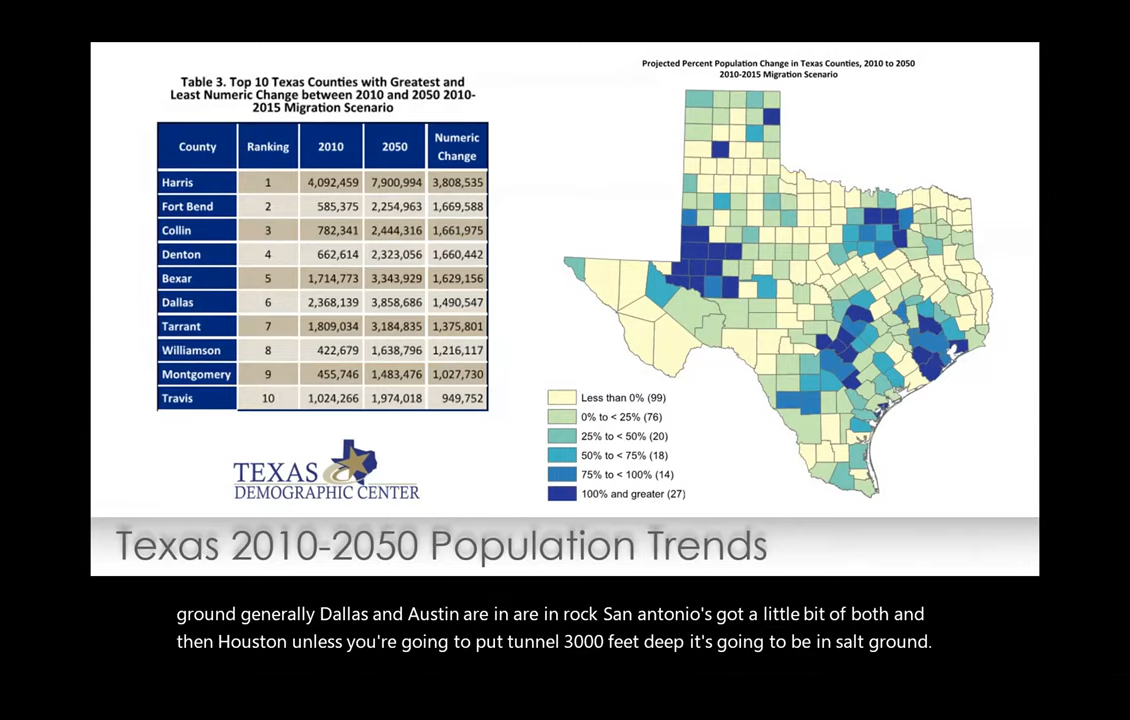 Table 3. Top 10 Texas Counties with Greatest and
Least Numeric Change between 2010 and 2050 2010-
2015 Migration Scenario
County Ranking 2010 2050 Numeric Change
Harris 1 4,092,459 7,900,994 3,808,535
Fort Bend 2 585,375 2,254,963 1,669,588
Collin 3 782,341 2,444,316 1,661,975
Denton 4 662,614 2,323,056 1,660,442
Bexar 5 1,714,773 3,343,929 1,629,156
Dallas 6 2,368,139 3,858,686 1,490,547
Tarrant 7 1,809,034 3,184,835 1,375,801
Williamson 8 422,679 1,638,796 1,216,117
Montgomery 9 455,746 1,483,476 1,027,730
Travis 10 1,024,266 1,974,018 949,752
TEXAS
DEMOGRAPHIC CENTER
Projected Percent Population Change in Texas Counties, 2010 to 2050
2010-2015 Migration Scenario
Less than 0% (99)
0% to < 25% (76)
25% to < 50% (20)
50% to < 75% (18)
75% to < 100% (14)
100% and greater (27)
Texas 2010-2050 Population Trends
ground generally Dallas and Austin are in are in rock San antonio's got a little bit of both and
then Houston unless you're going to put tunnel 3000 feet deep it's going to be in salt ground.